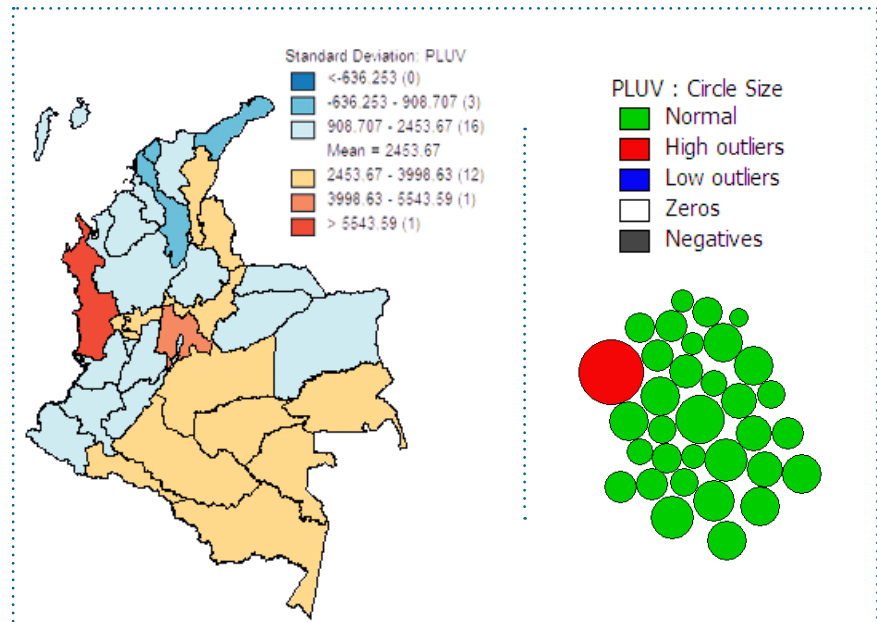 Standard Deviation: PLUV
<-636.253 (0)
-636.253 - 908.707 (3)
908.707 - 2453.67 (16)
Mean = 2453.67
2453.67 - 3998.63 (12)
3998.63 - 5543.59 (1)
> 5543.59 (1)
PLUV : Circle Size
Normal
High outliers
Low outliers
Zeros
Negatives